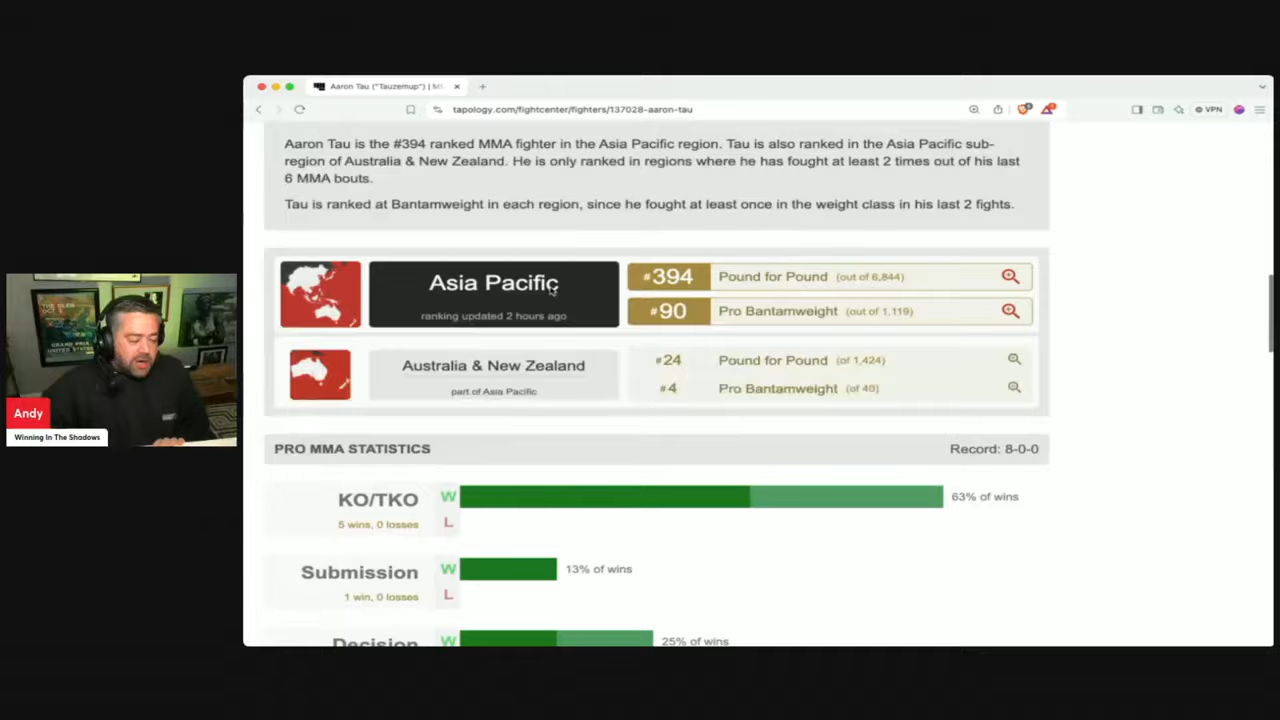 Aaron Tau ("Tauzemup") | M
tapology.com/fightcenter/fighters/137028-aaron-tau
VPN
Aaron Tau is the #394 ranked MMA fighter in the Asia Pacific region. Tau is also ranked in the Asia Pacific sub-
region of Australia & New Zealand. He is only ranked in regions where he has fought at least 2 times out of his last
6 MMA bouts.
Tau is ranked at Bantamweight in each region, since he fought at least once in the weight class in his last 2 fights.
Asia Pacific
ranking updated 2 hours ago
#394 Pound for Pound (out of 6,844)
#90 Pro Bantamweight (out of 1,119)
Australia & New Zealand
part of Asia Pacific
#24 Pound for Pound (of 1,424)
#4 Pro Bantamweight (of 40)
PRO MMA STATISTICS Record: 8-0-0
KO/TKO W 63% of wins
5 wins, 0 losses L
Submission W 13% of wins
1 win, 0 losses L
Decision W 25% of wins
Andy
Winning In The Shadows